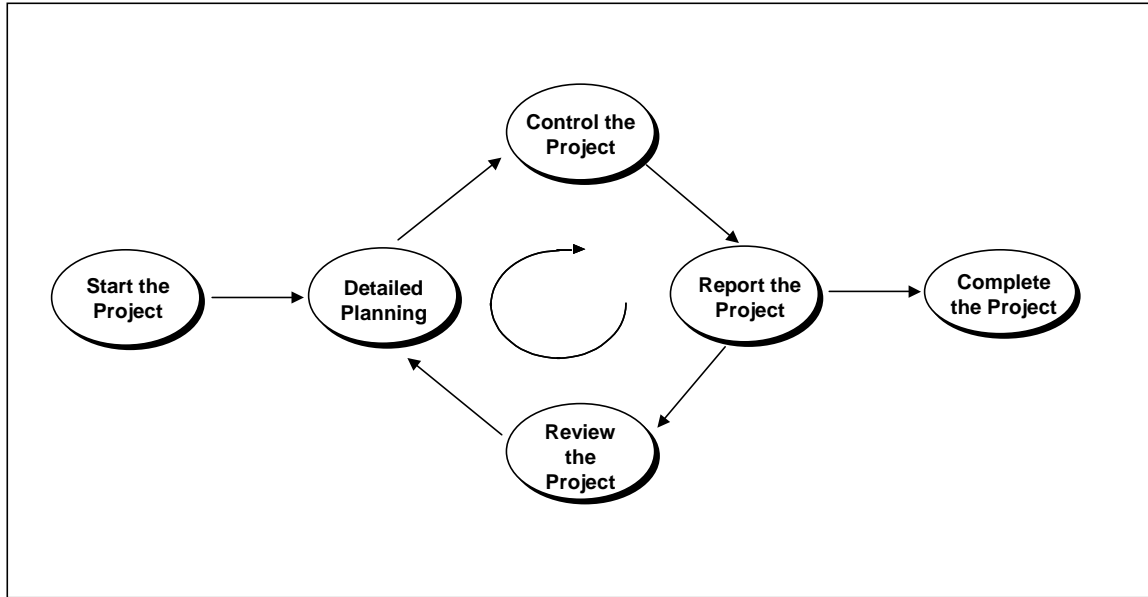 Control the
Project
Start the
Project
Detailed
Planning
Report the
Project
Complete
the Project
Review
the
Project